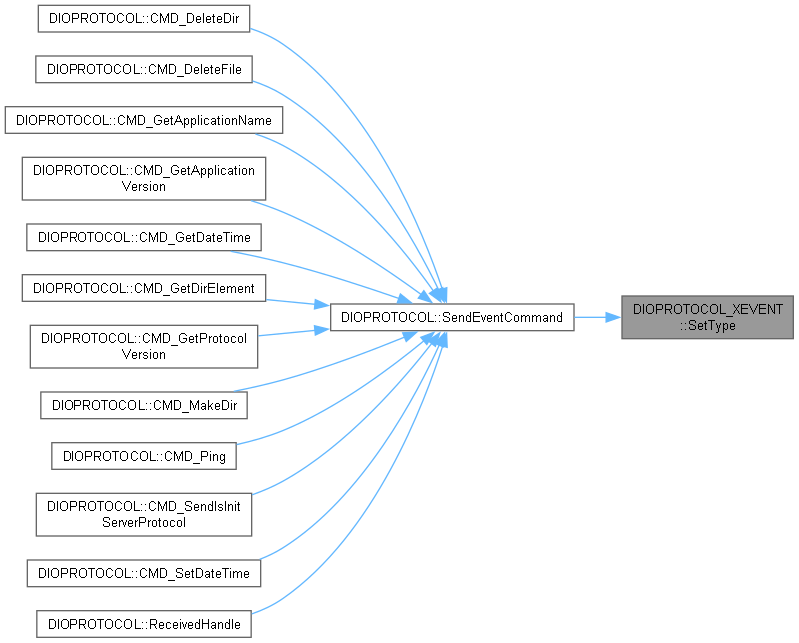 DIOPROTOCOL::CMD_DeleteDir
DIOPROTOCOL::CMD_DeleteFile
DIOPROTOCOL::CMD_GetApplicationName
DIOPROTOCOL::CMD_GetApplication
Version
DIOPROTOCOL::CMD_GetDateTime
DIOPROTOCOL::CMD_GetDirElement
DIOPROTOCOL::CMD_GetProtocol
Version
DIOPROTOCOL::CMD_MakeDir
DIOPROTOCOL::CMD_Ping
DIOPROTOCOL::CMD_SendIsInit
ServerProtocol
DIOPROTOCOL::CMD_SetDateTime
DIOPROTOCOL::ReceivedHandle
DIOPROTOCOL::SendEventCommand
DIOPROTOCOL_XEVENT
::SetType